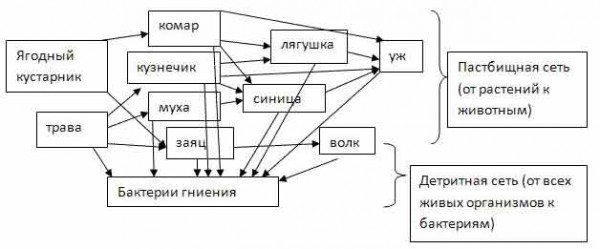 комар
Ягодный
кустарник
лягушка
уж
кузнечик
синица
муха
трава
заяц
волк
Бактерии гниения
Пастбищная сеть
(от растений к
животным)
Детритная сеть (от всех
живых организмов к
бактериям)